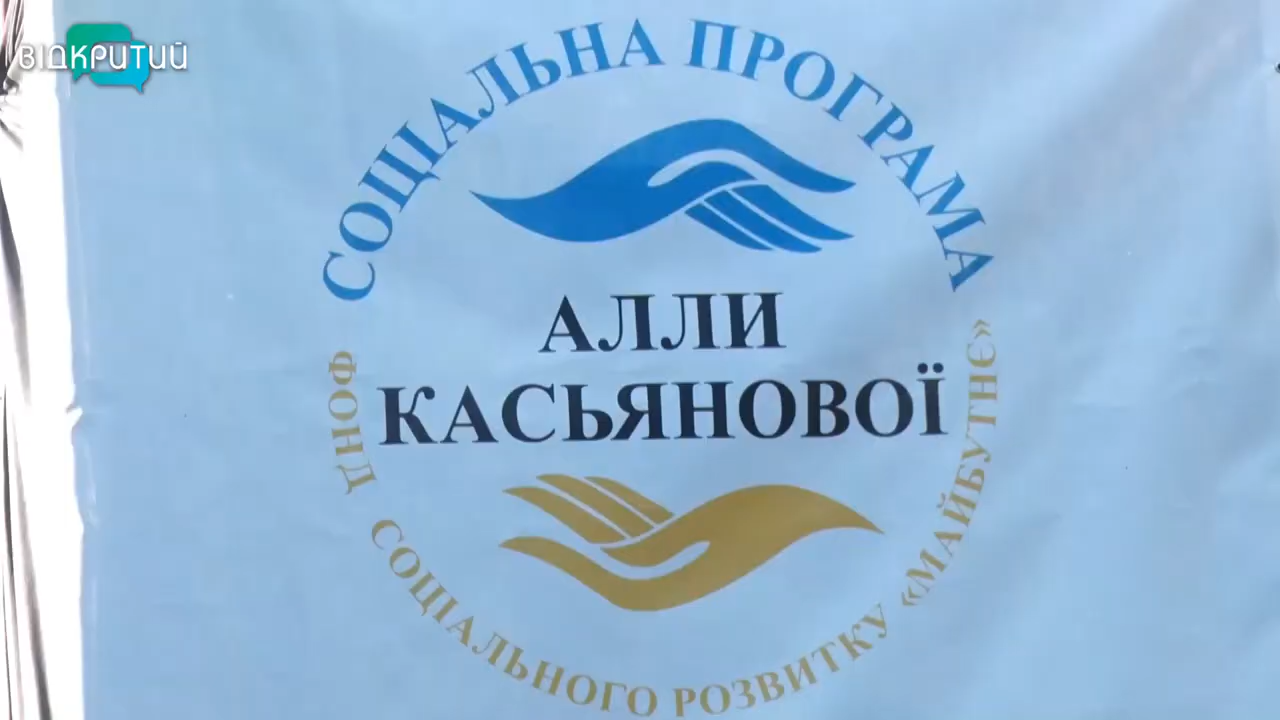 ВІДКРИТИЙ
СОЦІАЛЬНА ПРОГРАМА
АЛЛИ
КАСЬЯНОВОЇ
ФОНД СОЦІАЛЬНОГО РОЗВИТКУ «МАЙБУТНЄ»